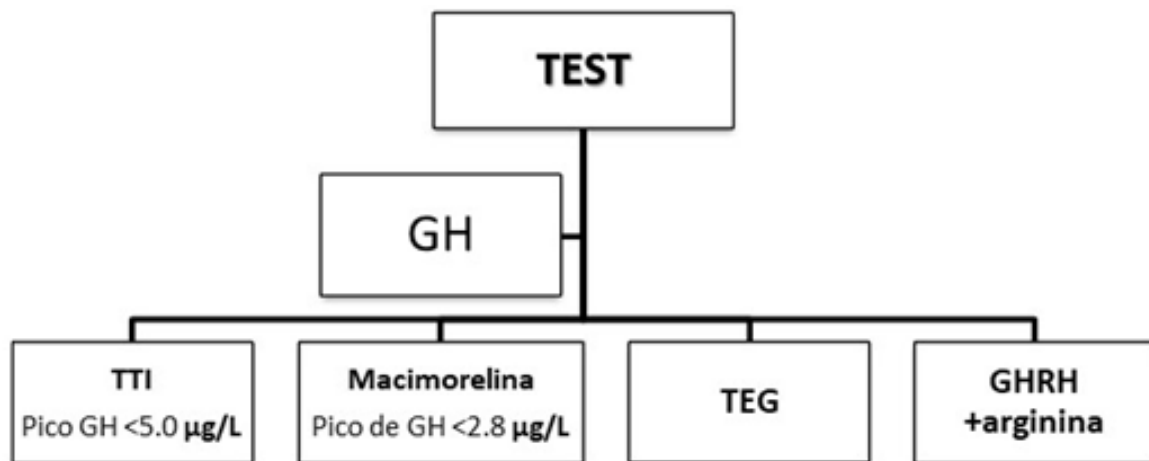 TEST
GH
TTI
Pico GH <5.0 µg/L
Macimorelina
Pico de GH <2.8 µg/L
TEG
GHRH
+arginina